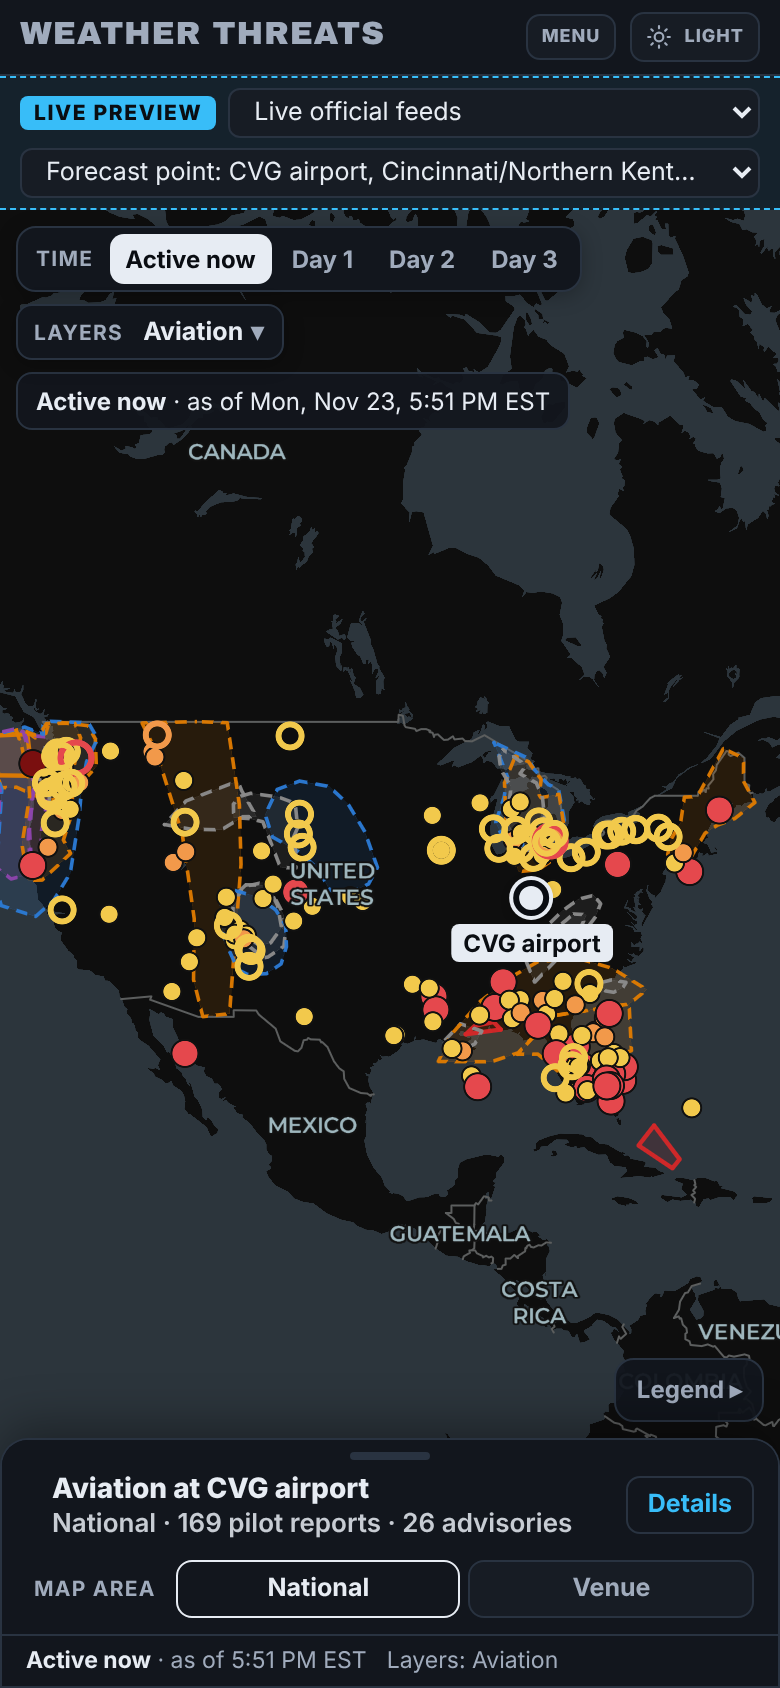 WEATHER THREATS
MENU
LIGHT
LIVE PREVIEW
Live official feeds
Forecast point: CVG airport, Cincinnati/Northern Kent...
TIME
Active now
Day 1
Day 2
Day 3
LAYERS Aviation ▾
Active now · as of Mon, Nov 23, 5:51 PM EST
CANADA
UNITED
STATES
CVG airport
MEXICO
GUATEMALA
COSTA
RICA
VENEZU
COLOMBIA
Legend ▸
Aviation at CVG airport
National · 169 pilot reports · 26 advisories
Details
MAP AREA
National
Venue
Active now · as of 5:51 PM EST Layers: Aviation